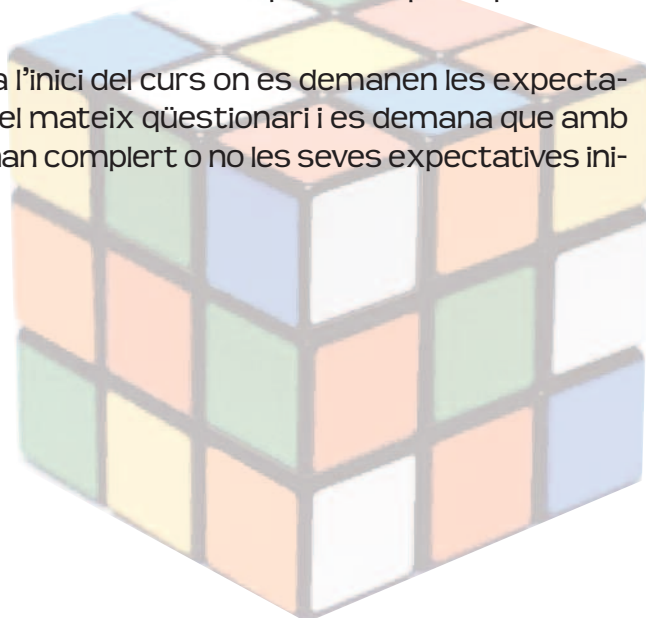 a l'inici del curs on es demanen les expecta-
el mateix qüestionari i es demana que amb
han complert o no les seves expectatives ini-